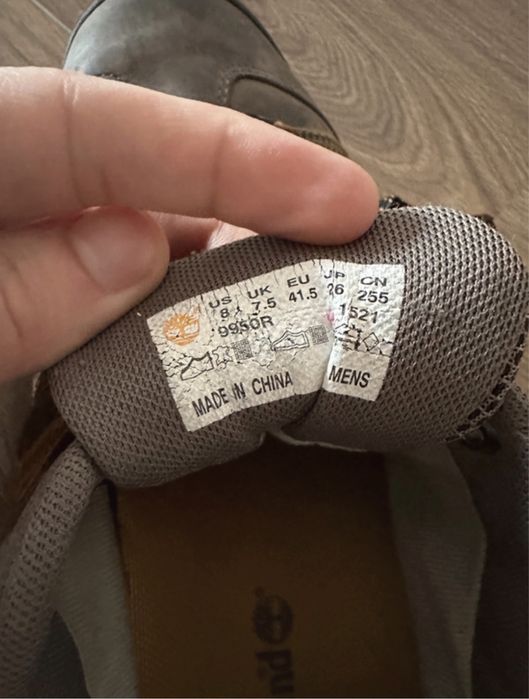 US UK EU JP CN
8 7.5 41.5 26 255
9950R 1521
MADE IN CHINA MENS